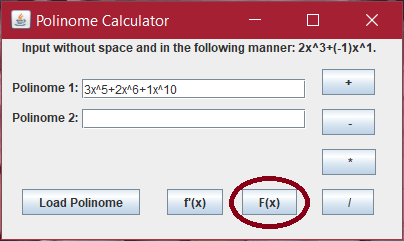 Polinome Calculator
Input without space and in the following manner: 2x^3+(-1)x^1.
Polinome 1: 3x^5+2x^6+1x^10
+
Polinome 2:
-
*
Load Polinome f'(x) F(x) /